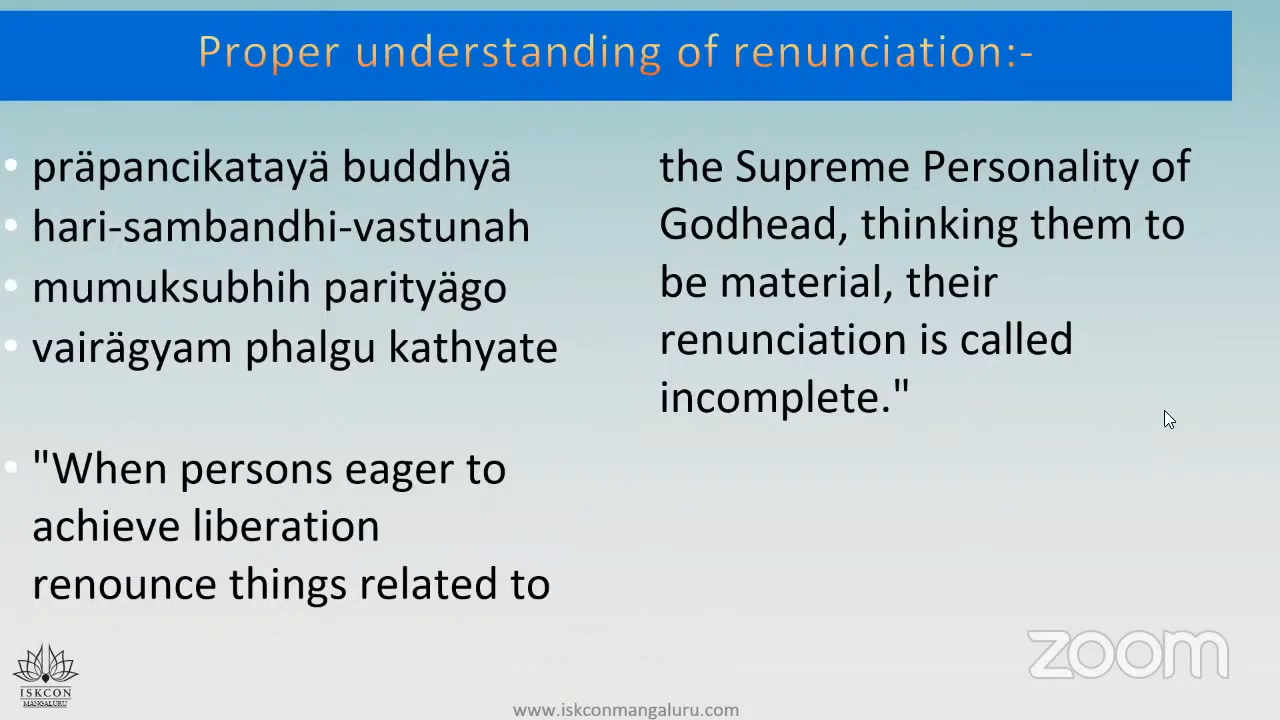 Proper understanding of renunciation:-
• präpancikatayä buddhyä
• hari-sambandhi-vastunah
• mumuksubhih parityägo
• vairägyam phalgu kathyate
• "When persons eager to
achieve liberation
renounce things related to
the Supreme Personality of
Godhead, thinking them to
be material, their
renunciation is called
incomplete."
ISKCON
MANGALURU
www.iskconmangaluru.com
zoom